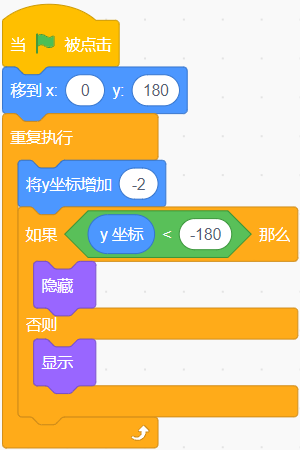 当 被点击
移到 x: 0 y: 180
重复执行
将y坐标增加 -2
如果 y 坐标 < -180 那么
隐藏
否则
显示